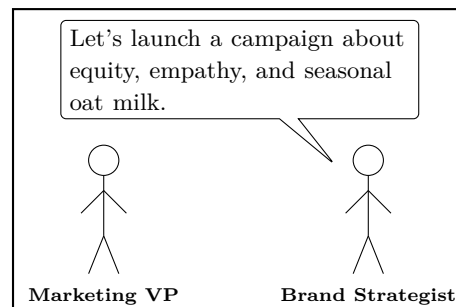 Let's launch a campaign about
equity, empathy, and seasonal
oat milk.
Marketing VP
Brand Strategist